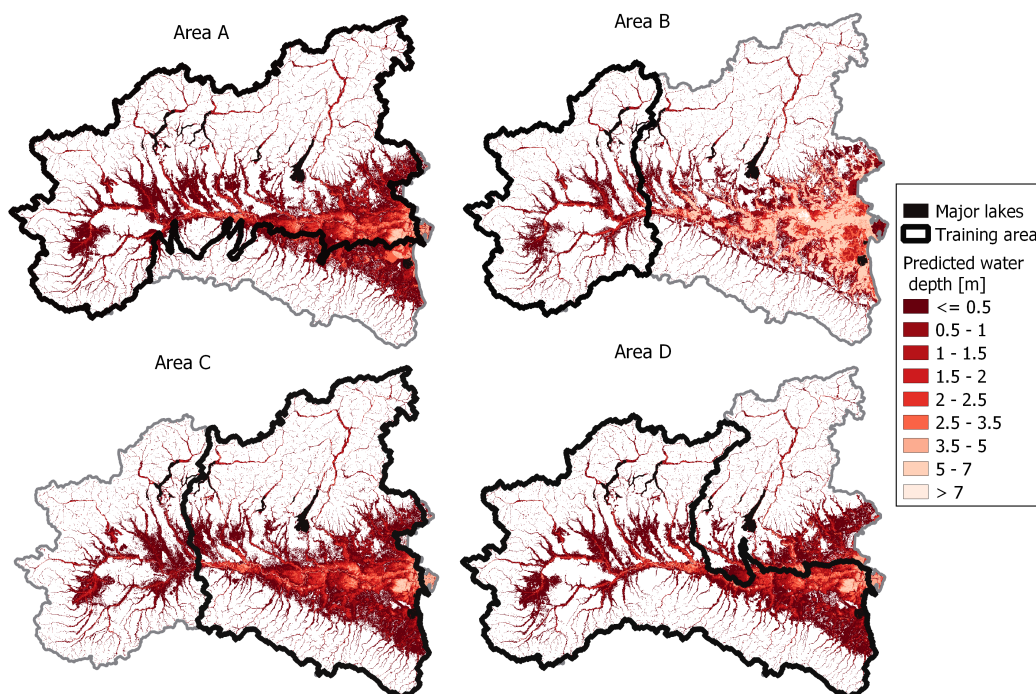 Area A
Area B
Area C
Area D
Major lakes
Training area
Predicted water
depth [m]
<= 0.5
0.5 - 1
1 - 1.5
1.5 - 2
2 - 2.5
2.5 - 3.5
3.5 - 5
5 - 7
> 7